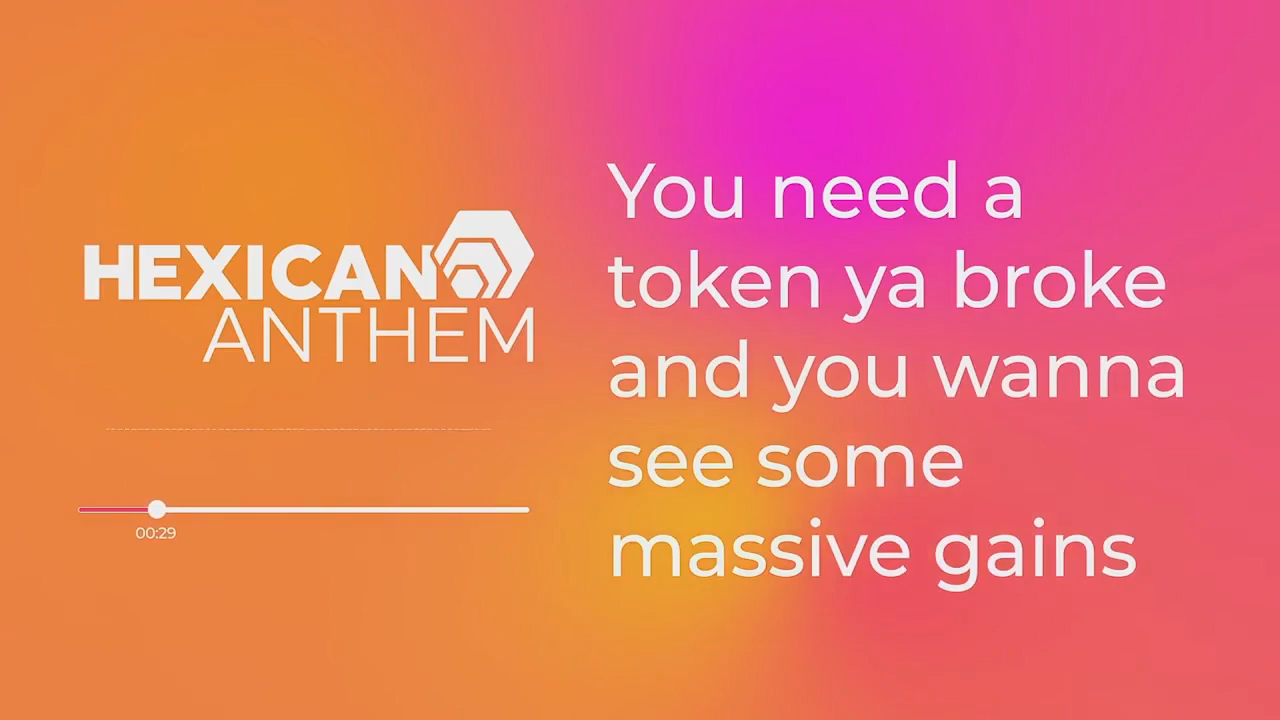 HEXICAN
ANTHEM
00:29
You need a
token ya broke
and you wanna
see some
massive gains